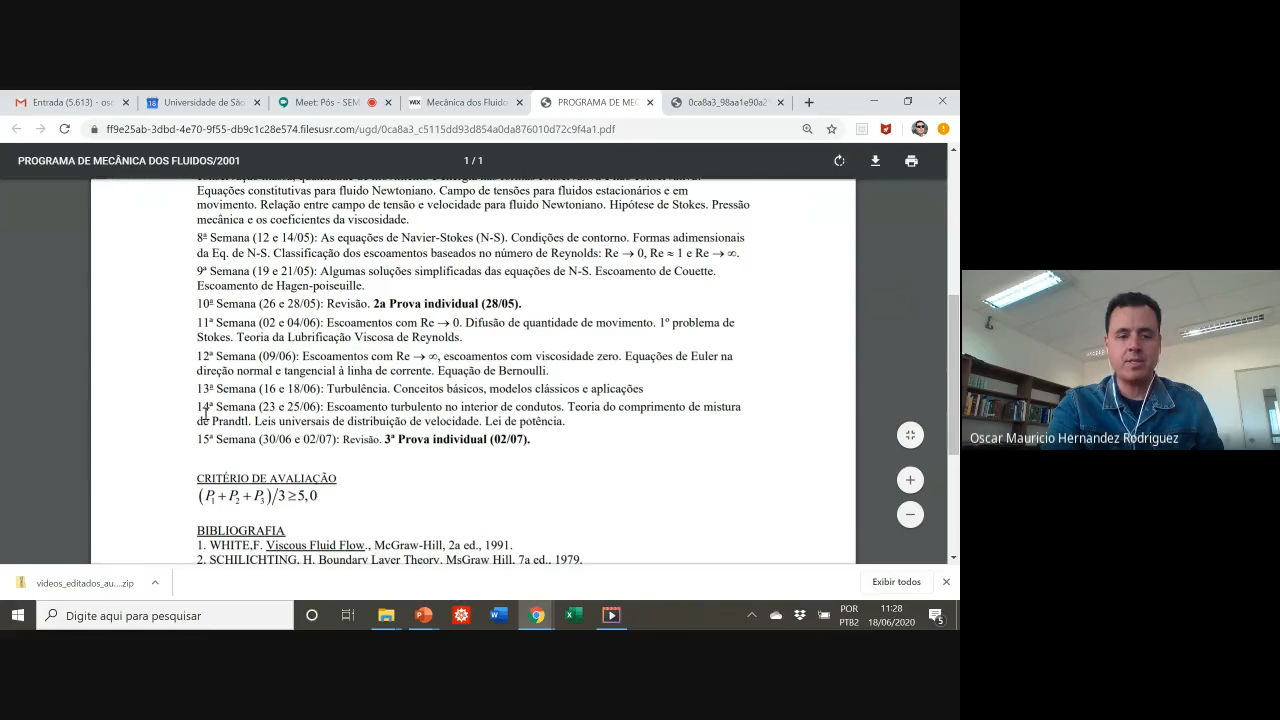 Entrada (5.613) - osc
Universidade de São
Meet: Pós - SEM
Mecânica dos Fluido
PROGRAMA DE MEC
0ca8a3_98aa1e90a2
ff9e25ab-3dbd-4e70-9f55-db9c1c28e574.filesusr.com/ugd/0ca8a3_c5115dd93d854a0da876010d72c9f4a1.pdf
PROGRAMA DE MECÂNICA DOS FLUIDOS/2001
1 / 1
Equações constitutivas para fluido Newtoniano. Campo de tensões para fluidos estacionários e em
movimento. Relação entre campo de tensão e velocidade para fluido Newtoniano. Hipótese de Stokes. Pressão
mecânica e os coeficientes da viscosidade.
8ª Semana (12 e 14/05): As equações de Navier-Stokes (N-S). Condições de contorno. Formas adimensionais
da Eq. de N-S. Classificação dos escoamentos baseados no número de Reynolds: Re → 0, Re ≈ 1 e Re → ∞.
9ª Semana (19 e 21/05): Algumas soluções simplificadas das equações de N-S. Escoamento de Couette.
Escoamento de Hagen-poiseuille.
10ª Semana (26 e 28/05): Revisão. 2a Prova individual (28/05).
11ª Semana (02 e 04/06): Escoamentos com Re → 0. Difusão de quantidade de movimento. 1º problema de
Stokes. Teoria da Lubrificação Viscosa de Reynolds.
12ª Semana (09/06): Escoamentos com Re → ∞, escoamentos com viscosidade zero. Equações de Euler na
direção normal e tangencial à linha de corrente. Equação de Bernoulli.
13ª Semana (16 e 18/06): Turbulência. Conceitos básicos, modelos clássicos e aplicações
14ª Semana (23 e 25/06): Escoamento turbulento no interior de condutos. Teoria do comprimento de mistura
de Prandtl. Leis universais de distribuição de velocidade. Lei de potência.
15ª Semana (30/06 e 02/07): Revisão. 3ª Prova individual (02/07).
CRITÉRIO DE AVALIAÇÃO
(P₁ + P₂ + P₃)/3 ≥ 5,0
BIBLIOGRAFIA
1. WHITE,F. Viscous Fluid Flow., McGraw-Hill, 2a ed., 1991.
2. SCHILICHTING, H. Boundary Layer Theory. MsGraw Hill, 7a ed., 1979.
Oscar Mauricio Hernandez Rodriguez
videos_editados_au....zip
Exibir todos
Digite aqui para pesquisar
POR
PTB2
11:28
18/06/2020
5